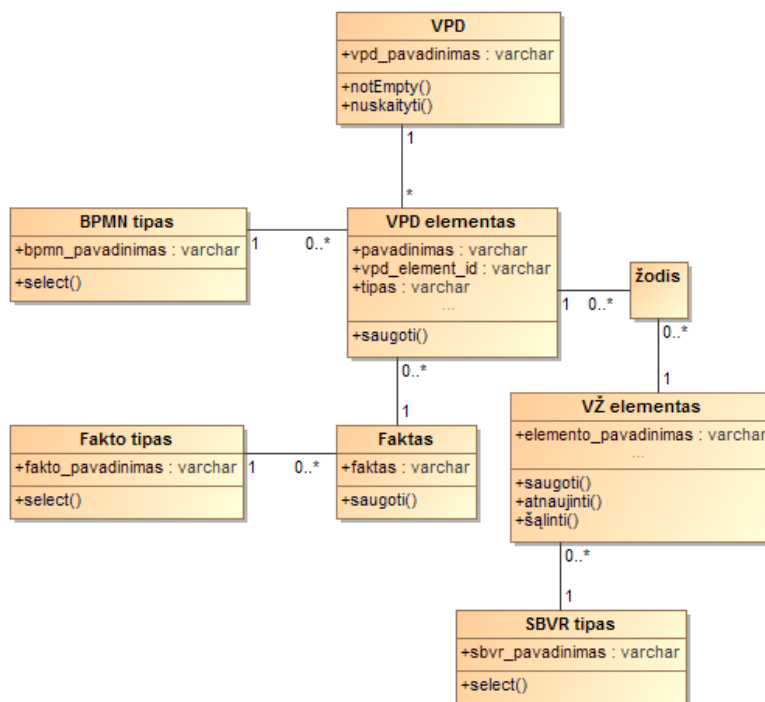 VPD
+vpd_pavadinimas : varchar
+notEmpty()
+nuskaityti()
1
*
BPMN tipas
+bpmn_pavadinimas : varchar
+select()
1
0..*
VPD elementas
+pavadinimas : varchar
+vpd_element_id : varchar
+tipas : varchar
...
+saugoti()
1
0..*
žodis
0..*
1
0..*
1
Fakto tipas
+fakto_pavadinimas : varchar
+select()
1
0..*
Faktas
+faktas : varchar
+saugoti()
VŽ elementas
+elemento_pavadinimas : varchar
...
+saugoti()
+atnaujinti()
+šąlinti()
0..*
1
SBVR tipas
+sbvr_pavadinimas : varchar
+select()